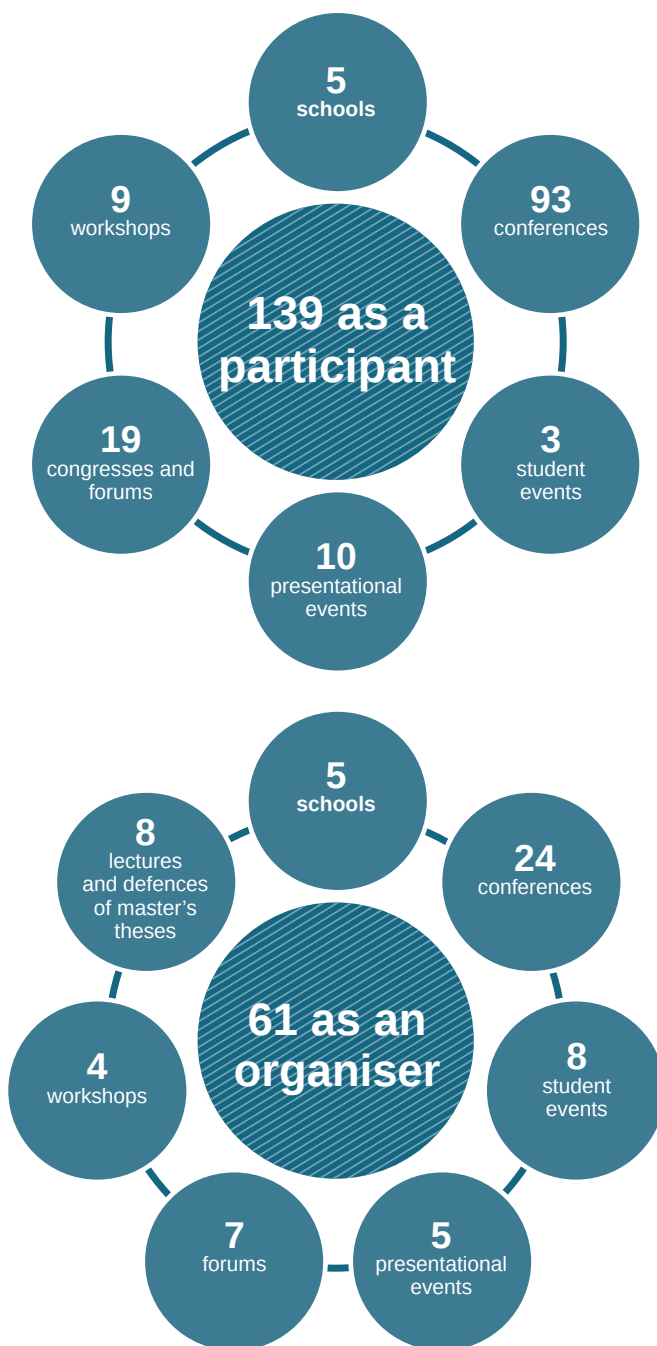 5
schools
93
conferences
3
student
events
10
presentational
events
19
congresses and
forums
9
workshops
139 as a
participant
5
schools
24
conferences
8
student
events
5
presentational
events
7
forums
4
workshops
8
lectures
and defences
of master’s
theses
61 as an
organiser